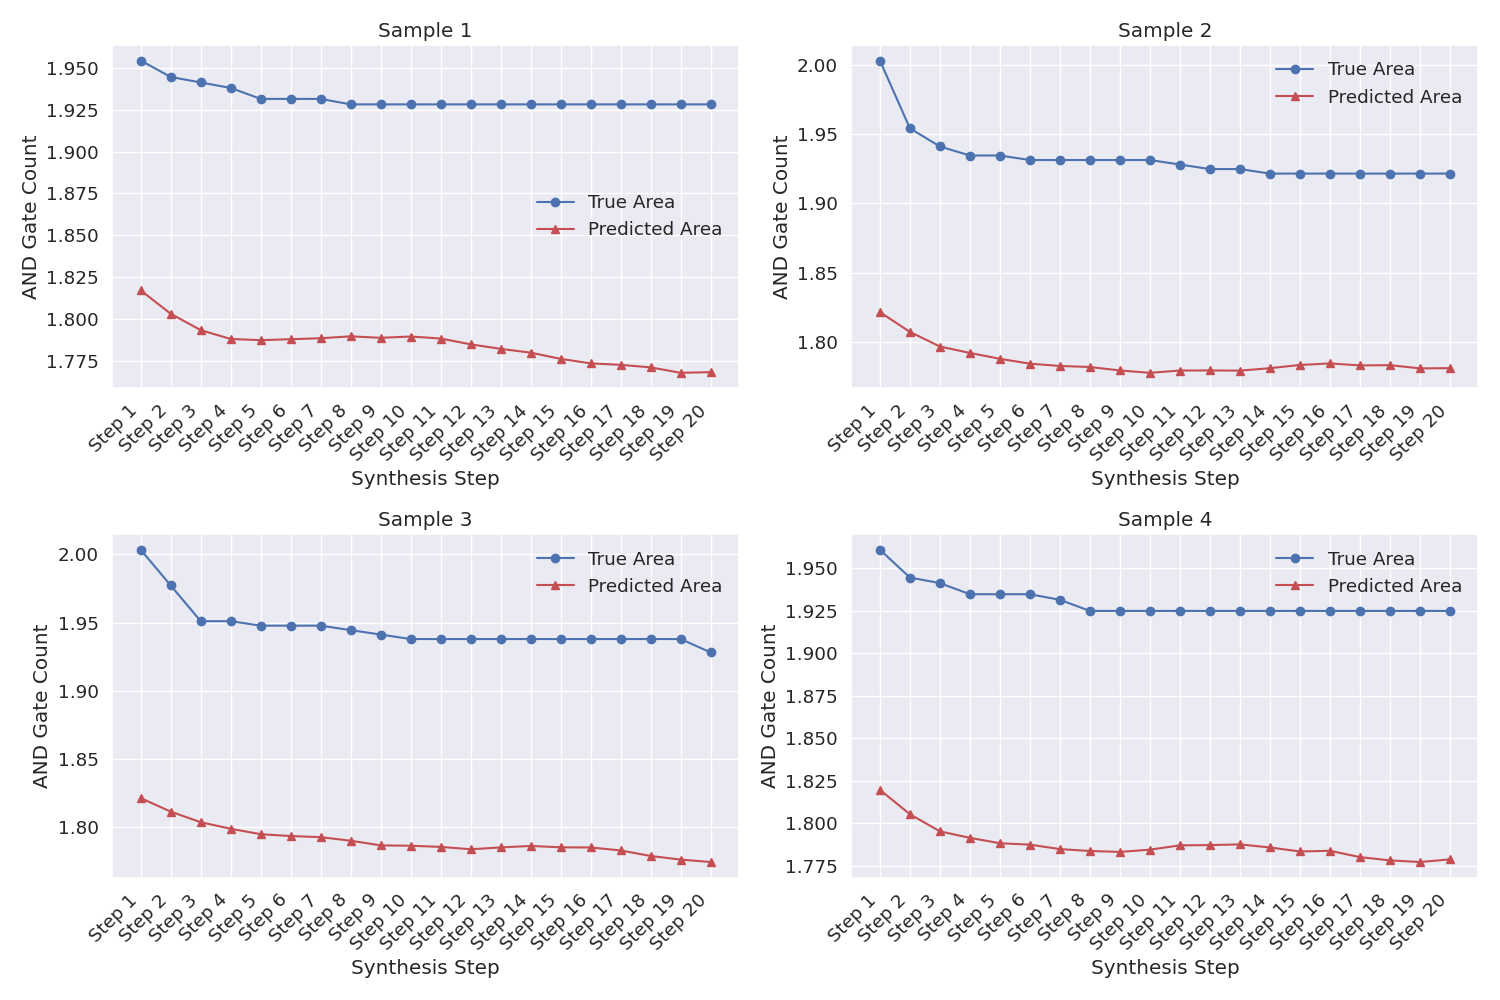 Sample 1
AND Gate Count
1.950
1.925
1.900
1.875
1.850
1.825
1.800
1.775
True Area
Predicted Area
Step 1
Step 2
Step 3
Step 4
Step 5
Step 6
Step 7
Step 8
Step 9
Step 10
Step 11
Step 12
Step 13
Step 14
Step 15
Step 16
Step 17
Step 18
Step 19
Step 20
Synthesis Step
Sample 2
AND Gate Count
2.00
1.95
1.90
1.85
1.80
True Area
Predicted Area
Step 1
Step 2
Step 3
Step 4
Step 5
Step 6
Step 7
Step 8
Step 9
Step 10
Step 11
Step 12
Step 13
Step 14
Step 15
Step 16
Step 17
Step 18
Step 19
Step 20
Synthesis Step
Sample 3
AND Gate Count
2.00
1.95
1.90
1.85
1.80
True Area
Predicted Area
Step 1
Step 2
Step 3
Step 4
Step 5
Step 6
Step 7
Step 8
Step 9
Step 10
Step 11
Step 12
Step 13
Step 14
Step 15
Step 16
Step 17
Step 18
Step 19
Step 20
Synthesis Step
Sample 4
AND Gate Count
1.950
1.925
1.900
1.875
1.850
1.825
1.800
1.775
True Area
Predicted Area
Step 1
Step 2
Step 3
Step 4
Step 5
Step 6
Step 7
Step 8
Step 9
Step 10
Step 11
Step 12
Step 13
Step 14
Step 15
Step 16
Step 17
Step 18
Step 19
Step 20
Synthesis Step